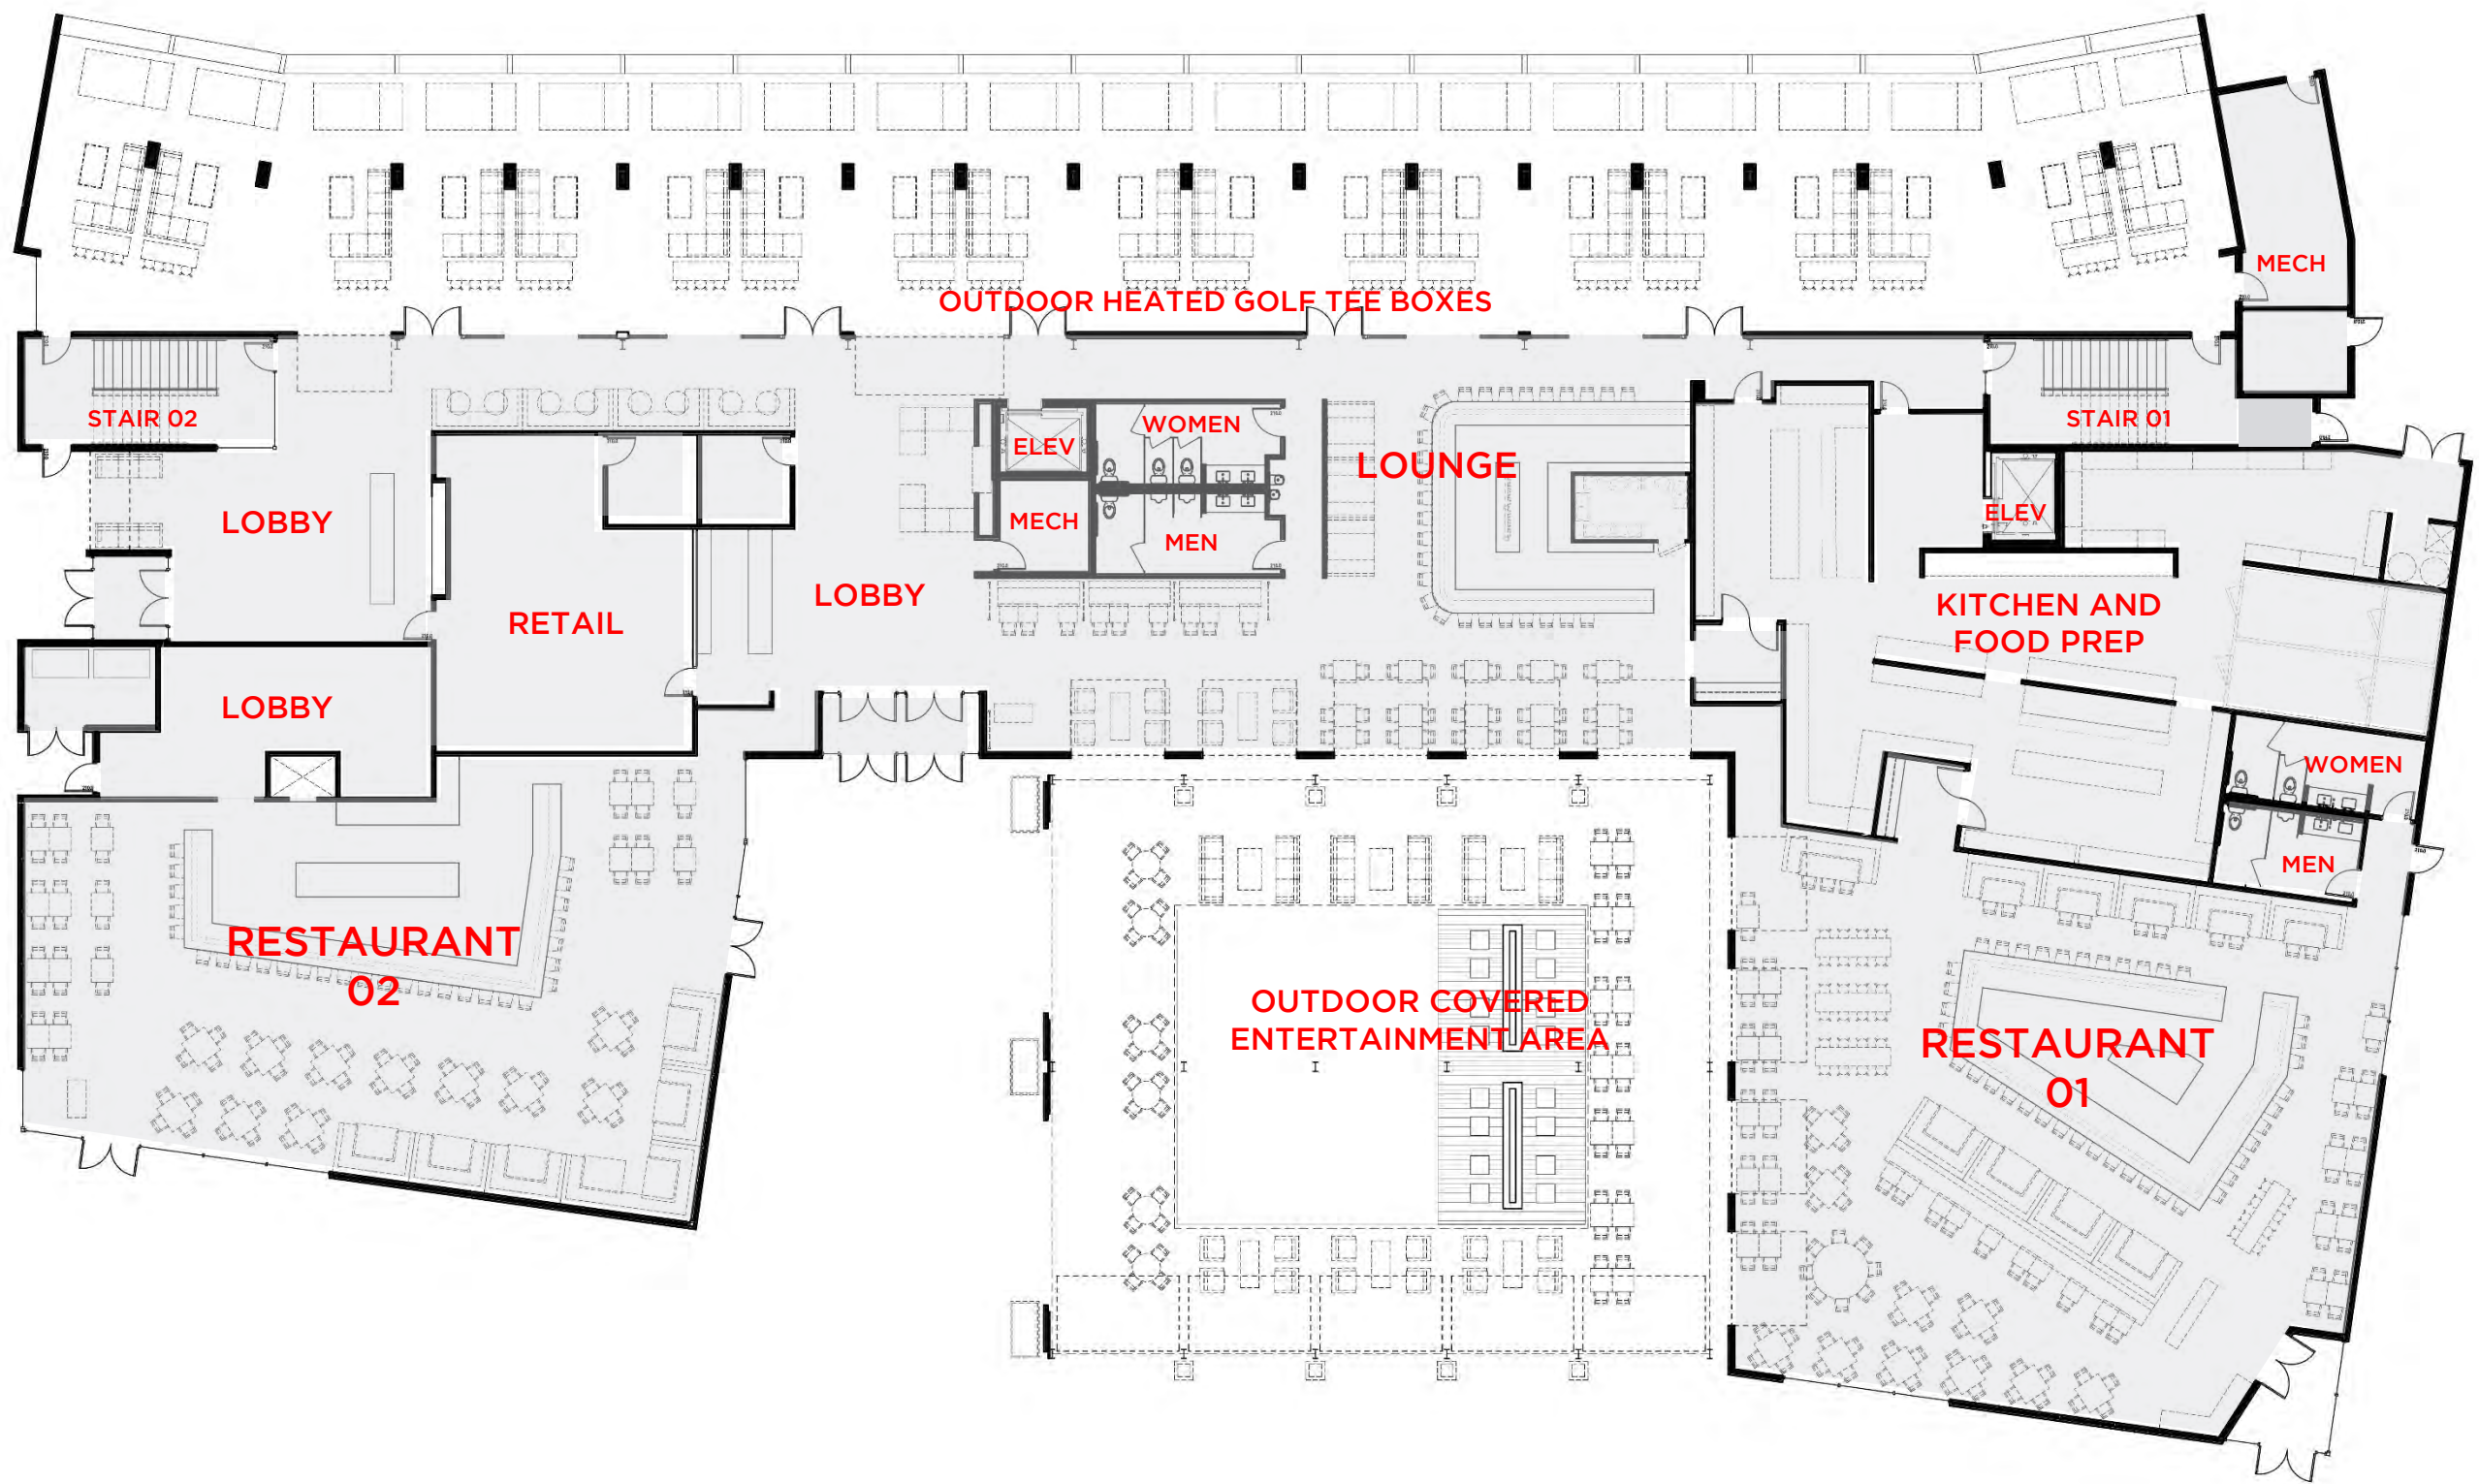 OUTDOOR HEATED GOLF TEE BOXES
MECH
STAIR 02
STAIR 01
WOMEN
ELEV
LOUNGE
MECH
MEN
ELEV
LOBBY
LOBBY
RETAIL
KITCHEN AND
FOOD PREP
LOBBY
WOMEN
MEN
RESTAURANT
02
OUTDOOR COVERED
ENTERTAINMENT AREA
RESTAURANT
01